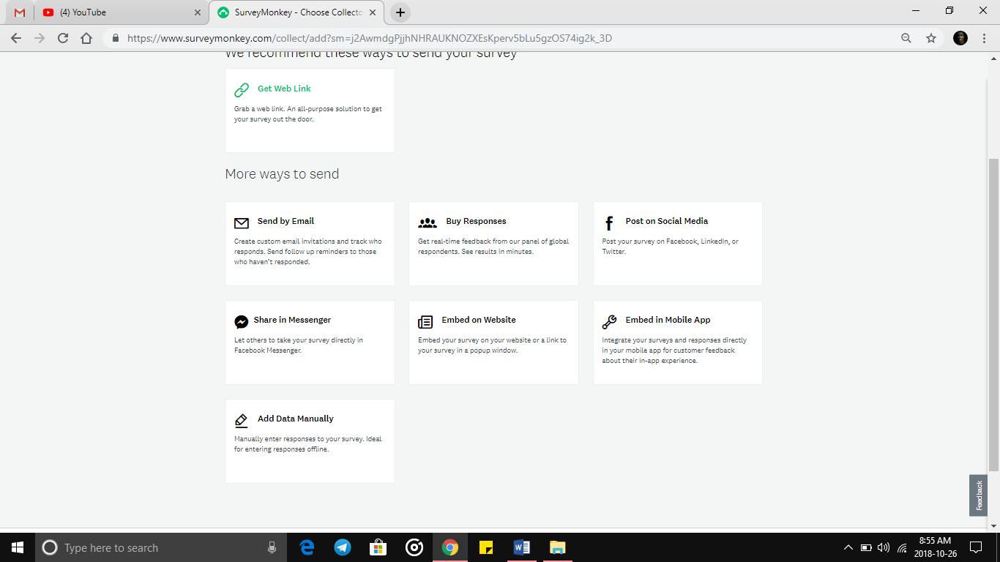 (4) YouTube
SurveyMonkey - Choose Collecto
https://www.surveymonkey.com/collect/add?sm=j2AwmdgPjjhNHRAUKNOZXEsKperv5bLu5gzOS74ig2k_3D
We recommend these ways to send your survey
Get Web Link
Grab a web link. An all-purpose solution to get
your survey out the door.
More ways to send
Send by Email
Create custom email invitations and track who
responds. Send follow up reminders to those
who haven't responded.
Buy Responses
Get real-time feedback from our panel of global
respondents. See results in minutes.
Post on Social Media
Post your survey on Facebook, LinkedIn, or
Twitter.
Share in Messenger
Let others to take your survey directly in
Facebook Messenger.
Embed on Website
Embed your survey on your website or a link to
your survey in a popup window.
Embed in Mobile App
Integrate your surveys and responses directly
in your mobile app for customer feedback
about their in-app experience.
Add Data Manually
Manually enter responses to your survey. Ideal
for entering responses offline.
Feedback
Type here to search
8:55 AM
2018-10-26